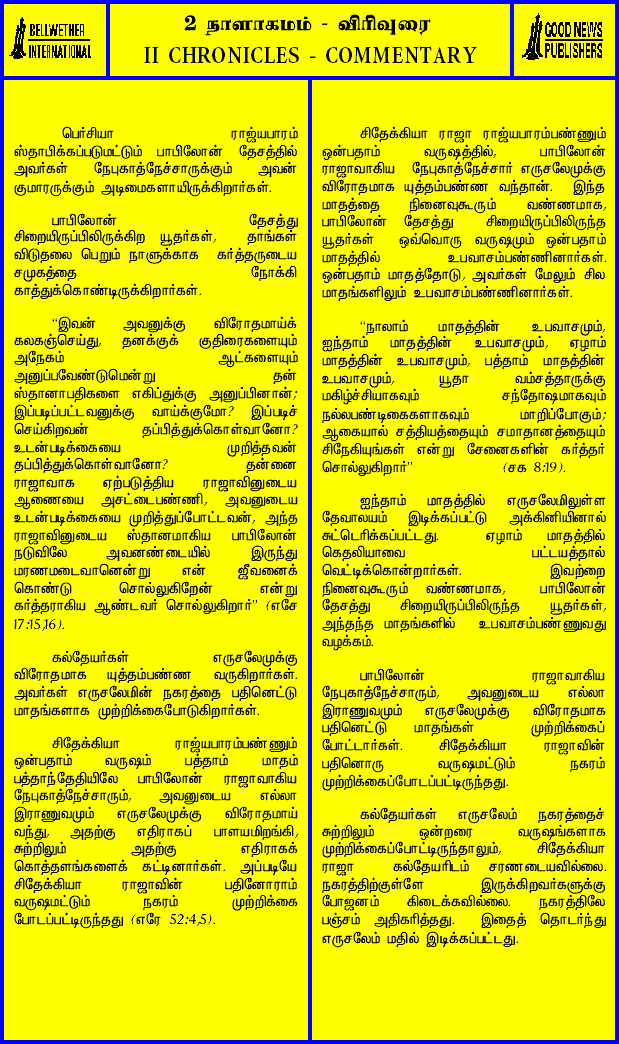 BELLWETHER
INTERNATIONAL
2 நாளாகமம் - விரிவுரை
II CHRONICLES - COMMENTARY
GOOD NEWS
PUBLISHERS
பெர்சியா ராஜ்யபாரம்
ஸ்தாபிக்கப்படுமட்டும் பாபிலோன் தேசத்தில்
அவர்கள் நேபுகாத்நேச்சாருக்கும் அவன்
குமாரருக்கும் அடிமைகளாயிருக்கிறார்கள்.
பாபிலோன் தேசத்து
சிறையிருப்பிலிருக்கிற யூதர்கள், தாங்கள்
விடுதலை பெறும் நாளுக்காக கர்த்தருடைய
சமுகத்தை நோக்கி
காத்துக்கொண்டிருக்கிறார்கள்.
"இவன் அவனுக்கு விரோதமாய்க்
கலகஞ்செய்து, தனக்குக் குதிரைகளையும்
அநேகம் ஆட்களையும்
அனுப்பவேண்டுமென்று தன்
ஸ்தானாபதிகளை எகிப்துக்கு அனுப்பினான்;
இப்படிப்பட்டவனுக்கு வாய்க்குமோ? இப்படிச்
செய்கிறவன் தப்பித்துக்கொள்வானோ?
உடன்படிக்கையை முறித்தவன்
தப்பித்துக்கொள்வானோ? தன்னை
ராஜாவாக ஏற்படுத்திய ராஜாவினுடைய
ஆணையை அசட்டைபண்ணி, அவனுடைய
உடன்படிக்கையை முறித்துப்போட்டவன், அந்த
ராஜாவினுடைய ஸ்தானமாகிய பாபிலோன்
நடுவிலே அவனண்டையில் இருந்து
மரணமடைவானென்று என் ஜீவனைக்
கொண்டு சொல்லுகிறேன் என்று
கர்த்தராகிய ஆண்டவர் சொல்லுகிறார்" (எசே
17:15,16).
கல்தேயர்கள் எருசலேமுக்கு
விரோதமாக யுத்தம்பண்ண வருகிறார்கள்.
அவர்கள் எருசலேமின் நகரத்தை பதினெட்டு
மாதங்களாக முற்றிக்கைபோடுகிறார்கள்.
சிதேக்கியா ராஜ்யபாரம்பண்ணும்
ஒன்பதாம் வருஷம் பத்தாம் மாதம்
பத்தாந்தேதியிலே பாபிலோன் ராஜாவாகிய
நேபுகாத்நேச்சாரும், அவனுடைய எல்லா
இராணுவமும் எருசலேமுக்கு விரோதமாய்
வந்து, அதற்கு எதிராகப் பாளயமிறங்கி,
சுற்றிலும் அதற்கு எதிராகக்
கொத்தளங்களைக் கட்டினார்கள். அப்படியே
சிதேக்கியா ராஜாவின் பதினோராம்
வருஷமட்டும் நகரம் முற்றிக்கை
போடப்பட்டிருந்தது (எரே 52:4,5).
சிதேக்கியா ராஜா ராஜ்யபாரம்பண்ணும்
ஒன்பதாம் வருஷத்தில், பாபிலோன்
ராஜாவாகிய நேபுகாத்நேச்சார் எருசலேமுக்கு
விரோதமாக யுத்தம்பண்ண வந்தான். இந்த
மாதத்தை நினைவுகூரும் வண்ணமாக,
பாபிலோன் தேசத்து சிறையிருப்பிலிருந்த
யூதர்கள் ஒவ்வொரு வருஷமும் ஒன்பதாம்
மாதத்தில் உபவாசம்பண்ணினார்கள்.
ஒன்பதாம் மாதத்தோடு, அவர்கள் மேலும் சில
மாதங்களிலும் உபவாசம்பண்ணினார்கள்.
"நாலாம் மாதத்தின் உபவாசமும்,
ஐந்தாம் மாதத்தின் உபவாசமும், ஏழாம்
மாதத்தின் உபவாசமும், பத்தாம் மாதத்தின்
உபவாசமும், யூதா வம்சத்தாருக்கு
மகிழ்ச்சியாகவும் சந்தோஷமாகவும்
நல்லபண்டிகைகளாகவும் மாறிப்போகும்;
ஆகையால் சத்தியத்தையும் சமாதானத்தையும்
சிநேகியுங்கள் என்று சேனைகளின் கர்த்தர்
சொல்லுகிறார்" (சக 8:19).
ஐந்தாம் மாதத்தில் எருசலேமிலுள்ள
தேவாலயம் இடிக்கப்பட்டு அக்கினியினால்
சுட்டெரிக்கப்பட்டது. ஏழாம் மாதத்தில்
கெதலியாவை பட்டயத்தால்
வெட்டிக்கொன்றார்கள். இவற்றை
நினைவுகூரும் வண்ணமாக, பாபிலோன்
தேசத்து சிறையிருப்பிலிருந்த யூதர்கள்,
அந்தந்த மாதங்களில் உபவாசம்பண்ணுவது
வழக்கம்.
பாபிலோன் ராஜாவாகிய
நேபுகாத்நேச்சாரும், அவனுடைய எல்லா
இராணுவமும் எருசலேமுக்கு விரோதமாக
பதினெட்டு மாதங்கள் முற்றிக்கைப்
போட்டார்கள். சிதேக்கியா ராஜாவின்
பதினொரு வருஷமட்டும் நகரம்
முற்றிக்கைப்போடப்பட்டிருந்தது.
கல்தேயர்கள் எருசலேம் நகரத்தைச்
சுற்றிலும் ஒன்றரை வருஷங்களாக
முற்றிக்கைப்போட்டிருந்தாலும், சிதேக்கியா
ராஜா கல்தேயரிடம் சரணடையவில்லை.
நகரத்திற்குள்ளே இருக்கிறவர்களுக்கு
போஜனம் கிடைக்கவில்லை. நகரத்திலே
பஞ்சம் அதிகரித்தது. இதைத் தொடர்ந்து
எருசலேம் மதில் இடிக்கப்பட்டது.